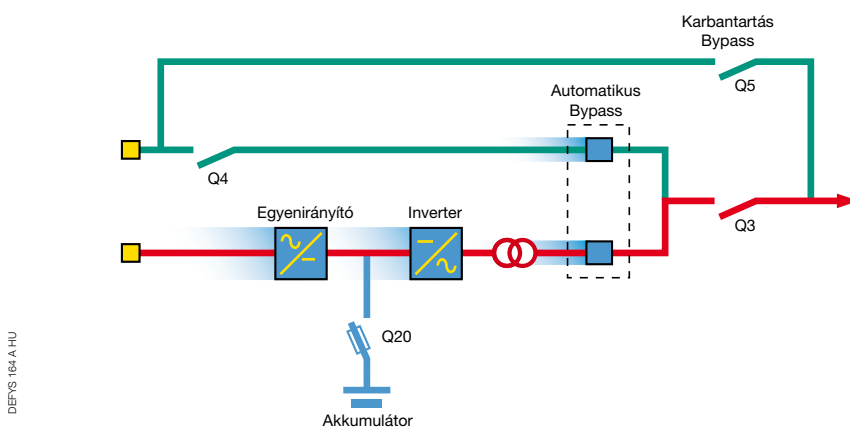 Karbantartás
Bypass
Q5
Automatikus
Bypass
Q4
Egyenirányító
Inverter
Q3
Q20
Akkumulátor
DEFYS 164 A HU